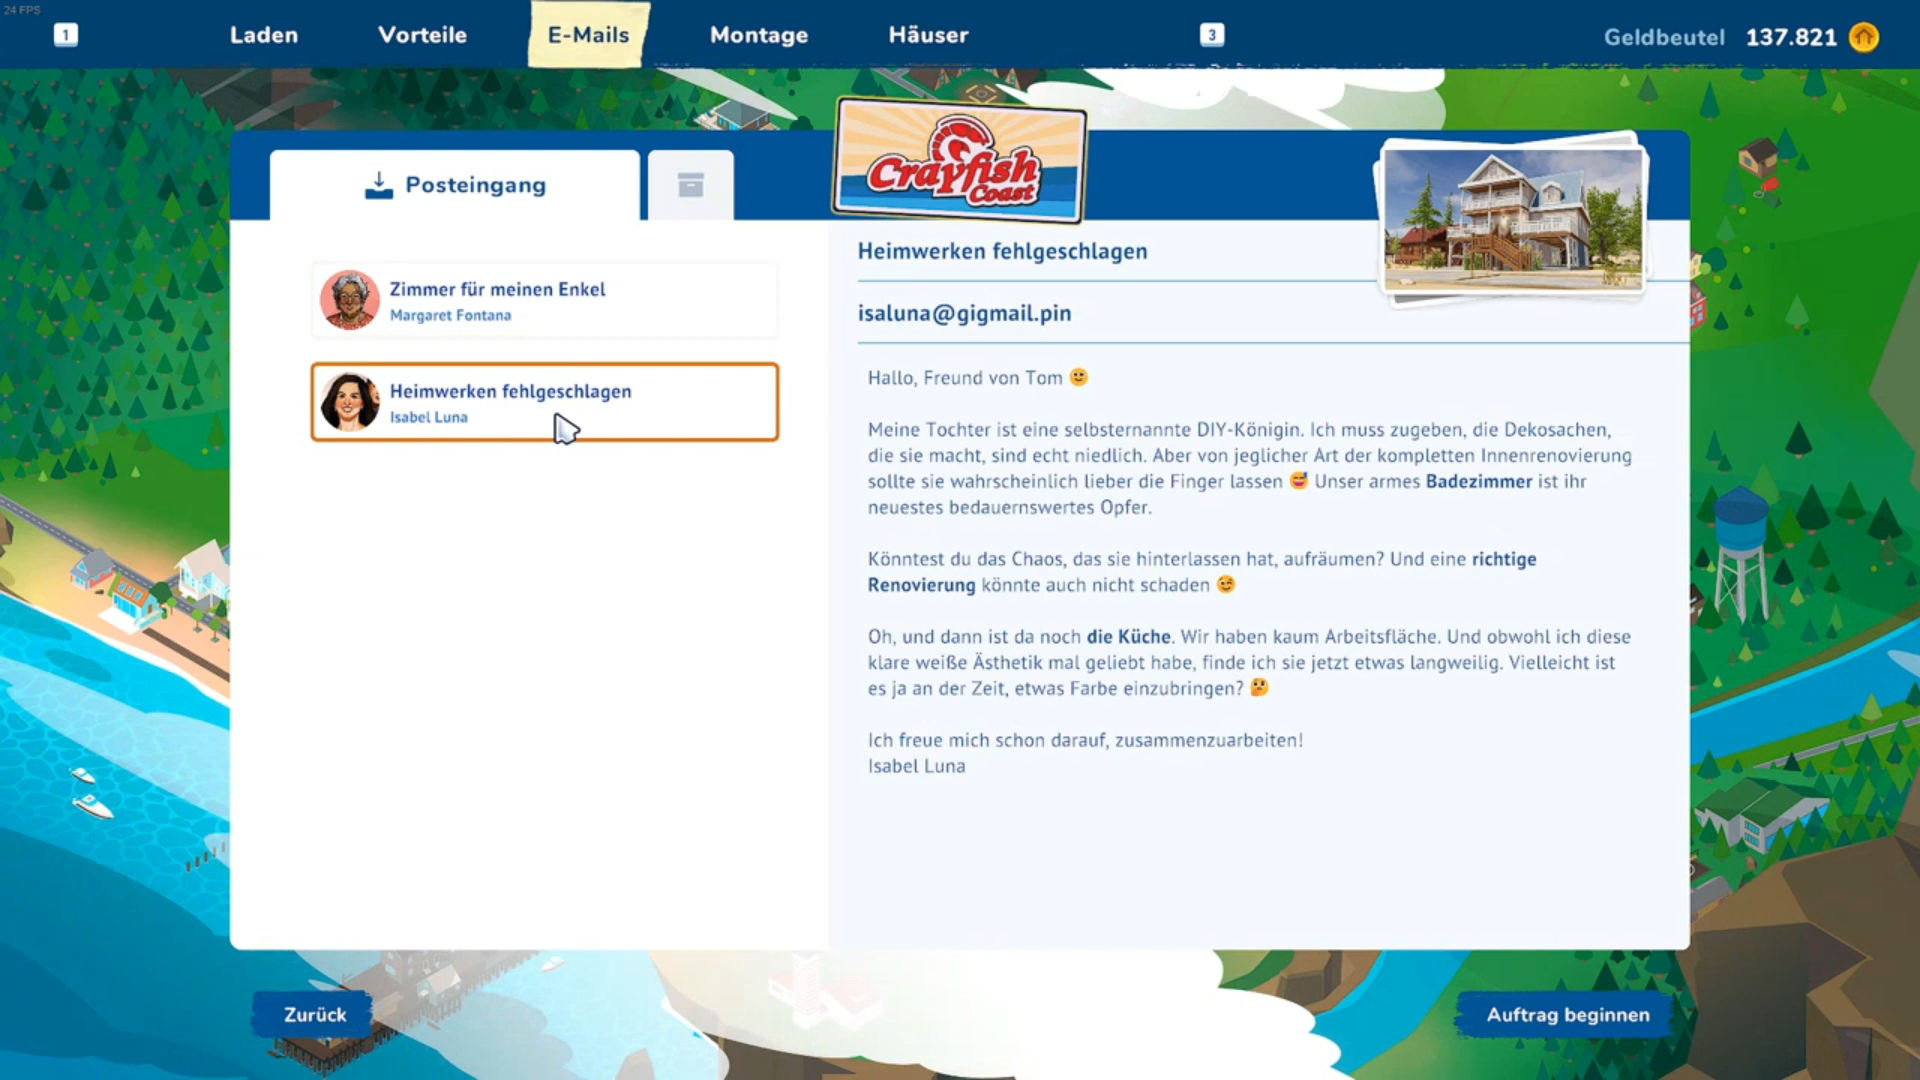 24 FPS
1
Laden
Vorteile
E-Mails
Montage
Häuser
3
Geldbeutel 137.821
Posteingang
Crayfish
Coast
Zimmer für meinen Enkel
Margaret Fontana
Heimwerken fehlgeschlagen
Isabel Luna
Heimwerken fehlgeschlagen
isaluna@gigmail.pin
Hallo, Freund von Tom 🙂
Meine Tochter ist eine selbsternannte DIY-Königin. Ich muss zugeben, die Dekosachen,
die sie macht, sind echt niedlich. Aber von jeglicher Art der kompletten Innenrenovierung
sollte sie wahrscheinlich lieber die Finger lassen 😅 Unser armes Badezimmer ist ihr
neuestes bedauernswertes Opfer.
Könntest du das Chaos, das sie hinterlassen hat, aufräumen? Und eine richtige
Renovierung könnte auch nicht schaden 😉
Oh, und dann ist da noch die Küche. Wir haben kaum Arbeitsfläche. Und obwohl ich diese
klare weiße Ästhetik mal geliebt habe, finde ich sie jetzt etwas langweilig. Vielleicht ist
es ja an der Zeit, etwas Farbe einzubringen? 🤔
Ich freue mich schon darauf, zusammenzuarbeiten!
Isabel Luna
Zurück
Auftrag beginnen